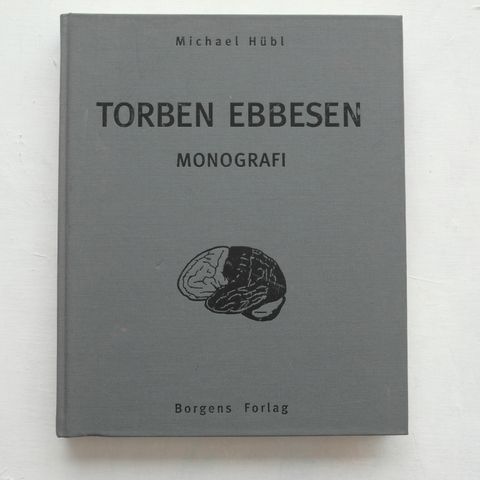 Michael Hübl
TORBEN EBBESEN
MONOGRAFI
Borgens Forlag